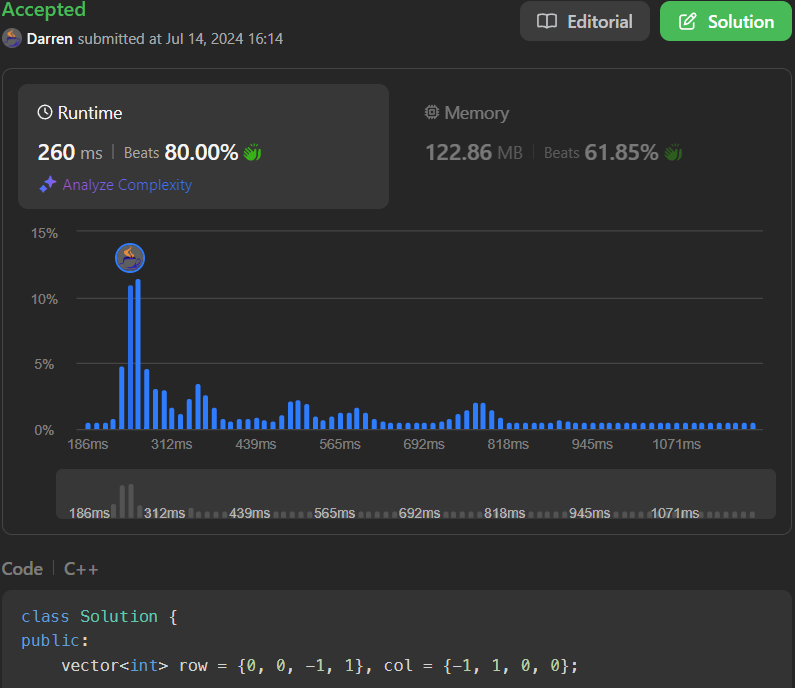 Accepted
Editorial
Solution
Darren submitted at Jul 14, 2024 16:14
Runtime
Memory
260 ms | Beats 80.00%
122.86 MB | Beats 61.85%
Analyze Complexity
15%
10%
5%
0%
186ms 312ms 439ms 565ms 692ms 818ms 945ms 1071ms
186ms 312ms 439ms 565ms 692ms 818ms 945ms 1071ms
Code | C++
class Solution {
public:
    vector<int> row = {0, 0, −1, 1}, col = {−1, 1, 0, 0};